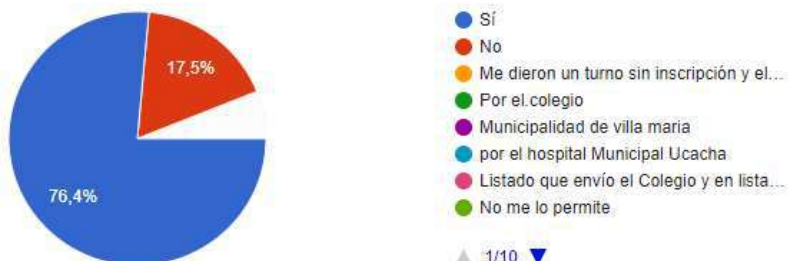 17,5%
76,4%
Sí
No
Me dieron un turno sin inscripción y el...
Por el.colegio
Municipalidad de villa maria
por el hospital Municipal Ucacha
Listado que envío el Colegio y en lista...
No me lo permite
1/10